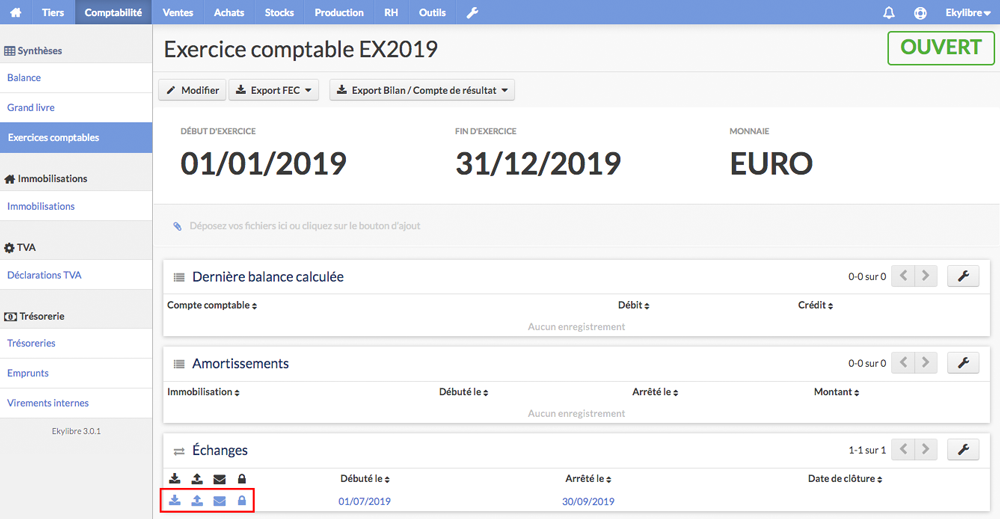 Tiers Comptabilité Ventes Achats Stocks Production RH Outils Ekylibre
Synthèses
Balance
Grand livre
Exercices comptables
Immobilisations
Immobilisations
TVA
Déclarations TVA
Trésorerie
Trésoreries
Emprunts
Virements internes
Ekylibre 3.0.1
Exercice comptable EX2019
OUVERT
Modifier Export FEC Export Bilan / Compte de résultat
DÉBUT D'EXERCICE FIN D'EXERCICE MONNAIE
01/01/2019 31/12/2019 EURO
Déposez vos fichiers ici ou cliquez sur le bouton d'ajout
Dernière balance calculée 0-0 sur 0
Compte comptable Débit Crédit
Aucun enregistrement
Amortissements 0-0 sur 0
Immobilisation Débuté le Arrêté le Montant
Aucun enregistrement
Échanges 1-1 sur 1
Débuté le Arrêté le Date de clôture
01/07/2019 30/09/2019